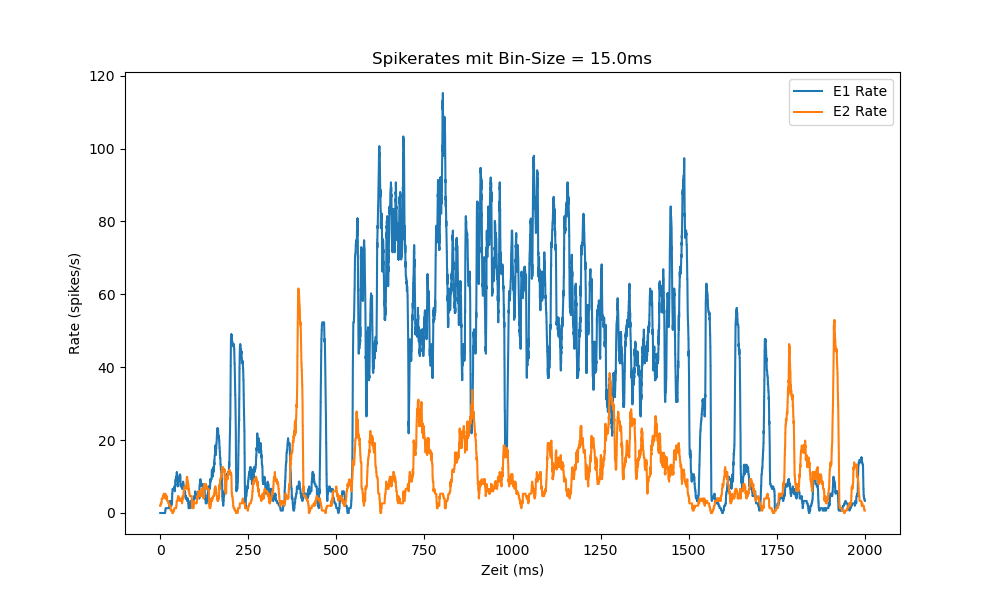 Spikerates mit Bin-Size = 15.0ms
E1 Rate
E2 Rate
Rate (spikes/s)
120
100
80
60
40
20
0
0 250 500 750 1000 1250 1500 1750 2000
Zeit (ms)